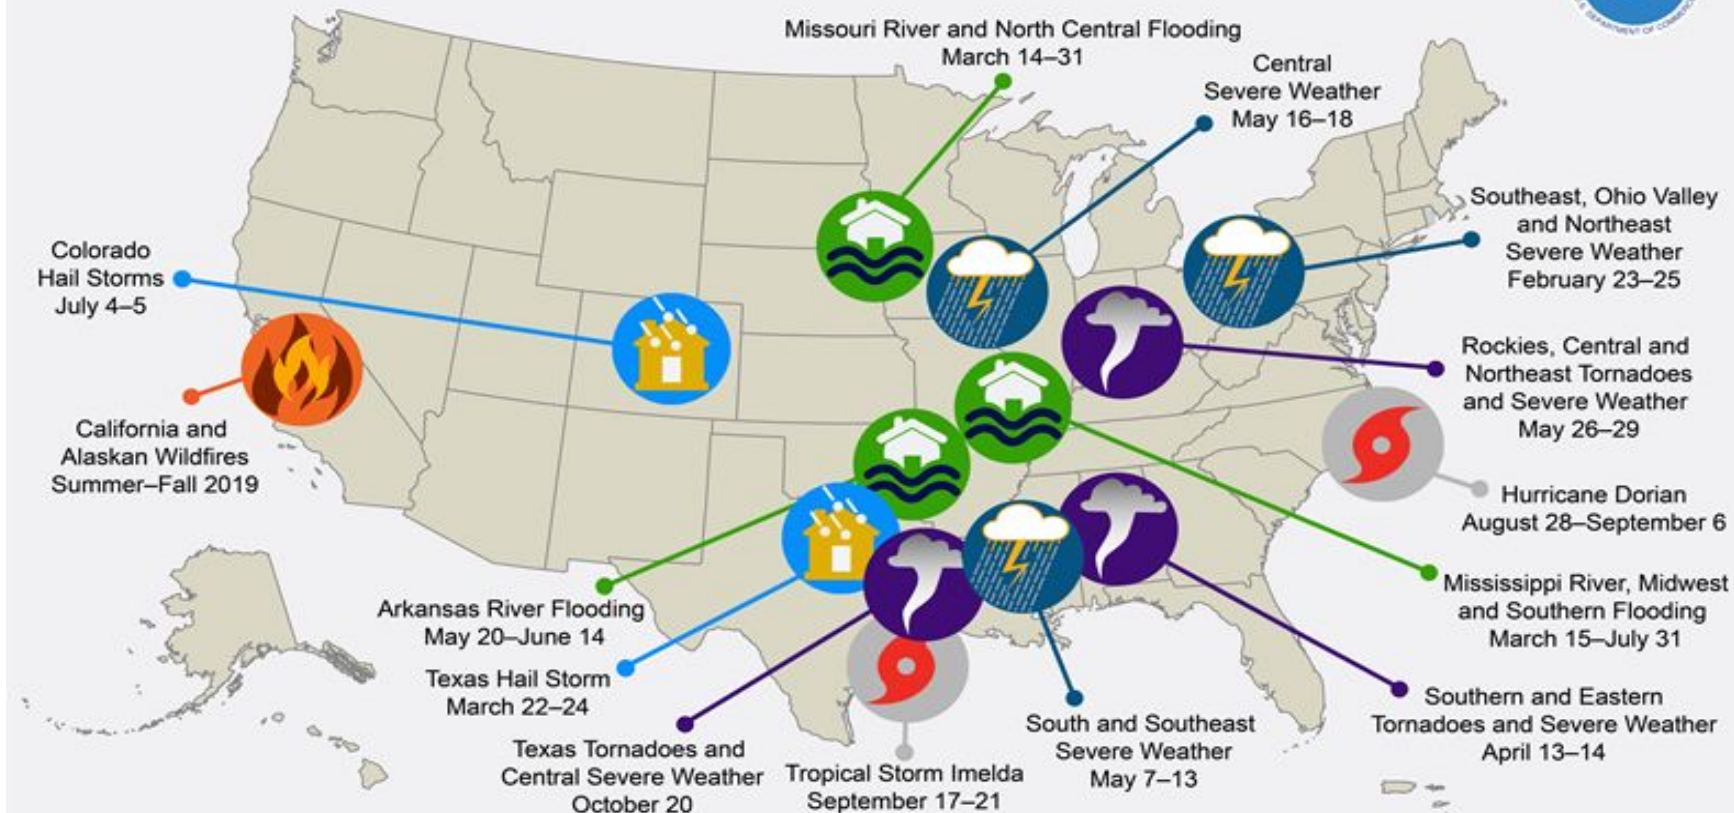 Missouri River and North Central Flooding
March 14–31
Central
Severe Weather
May 16–18
Southeast, Ohio Valley
and Northeast
Severe Weather
February 23–25
Colorado
Hail Storms
July 4–5
Rockies, Central and
Northeast Tornadoes
and Severe Weather
May 26–29
California and
Alaskan Wildfires
Summer–Fall 2019
Hurricane Dorian
August 28–September 6
Mississippi River, Midwest
and Southern Flooding
March 15–July 31
Arkansas River Flooding
May 20–June 14
Texas Hail Storm
March 22–24
Southern and Eastern
Tornadoes and Severe Weather
April 13–14
South and Southeast
Severe Weather
May 7–13
Texas Tornadoes and
Central Severe Weather
October 20
Tropical Storm Imelda
September 17–21
DEPARTMENT OF